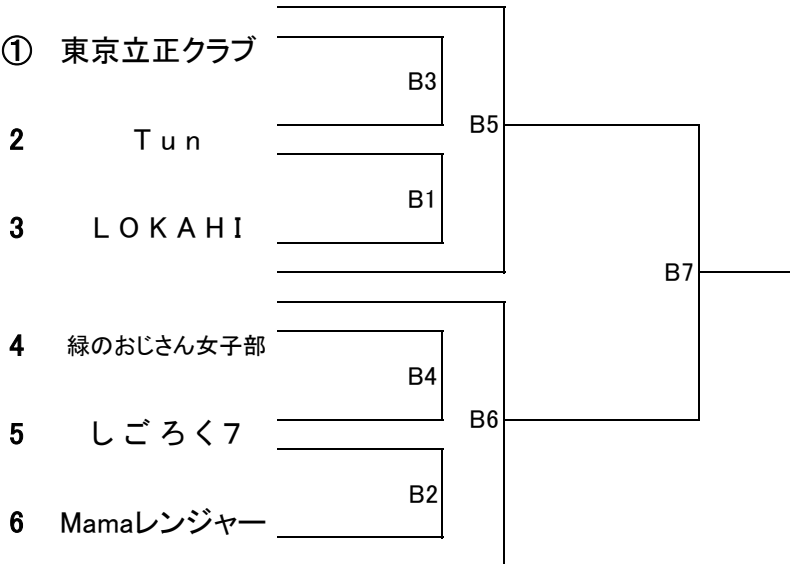 ① 東京立正クラブ
B3
B5
2 Tun
B1
3 LOKAHI
B7
4 緑のおじさん女子部
B4
B6
5 しごろく7
B2
6 Mamaレンジャー